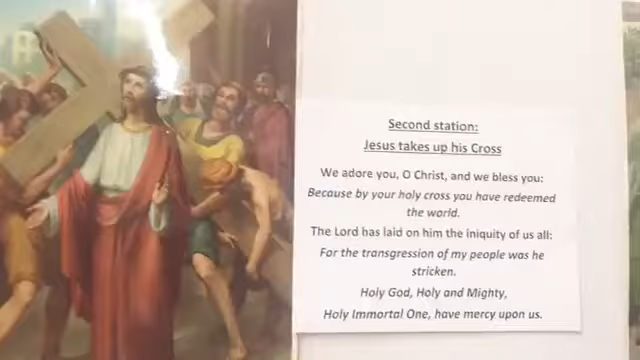 Second station:
Jesus takes up his Cross
We adore you, O Christ, and we bless you:
Because by your holy cross you have redeemed
the world.
The Lord has laid on him the iniquity of us all:
For the transgression of my people was he
stricken.
Holy God, Holy and Mighty,
Holy Immortal One, have mercy upon us.